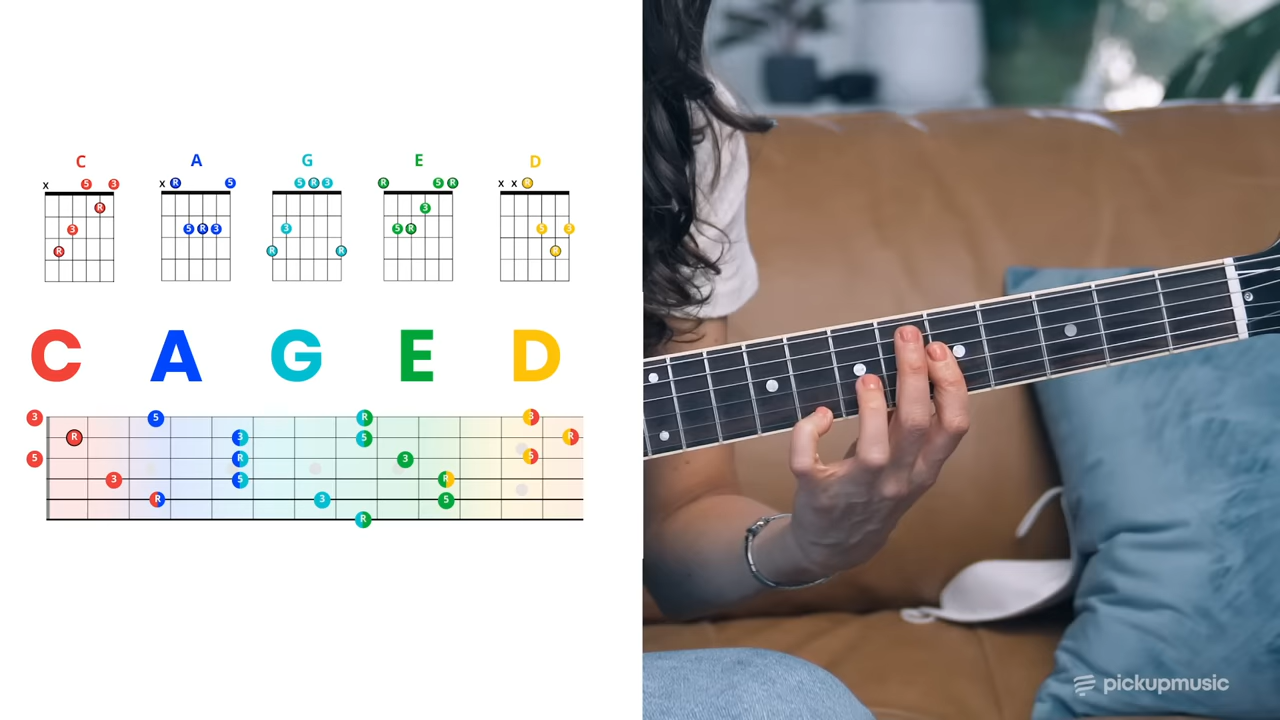 C A G E D
x 5 3
R
3
R
x R 5
5 R 3
5 R 3
3
R R
R 5 R
3
5 R
x x R
5 3
R
C A G E D
3 5 R 3
R 3 5 R
5 R 3 5
3 5 R
R 3 5
R
pickupmusic